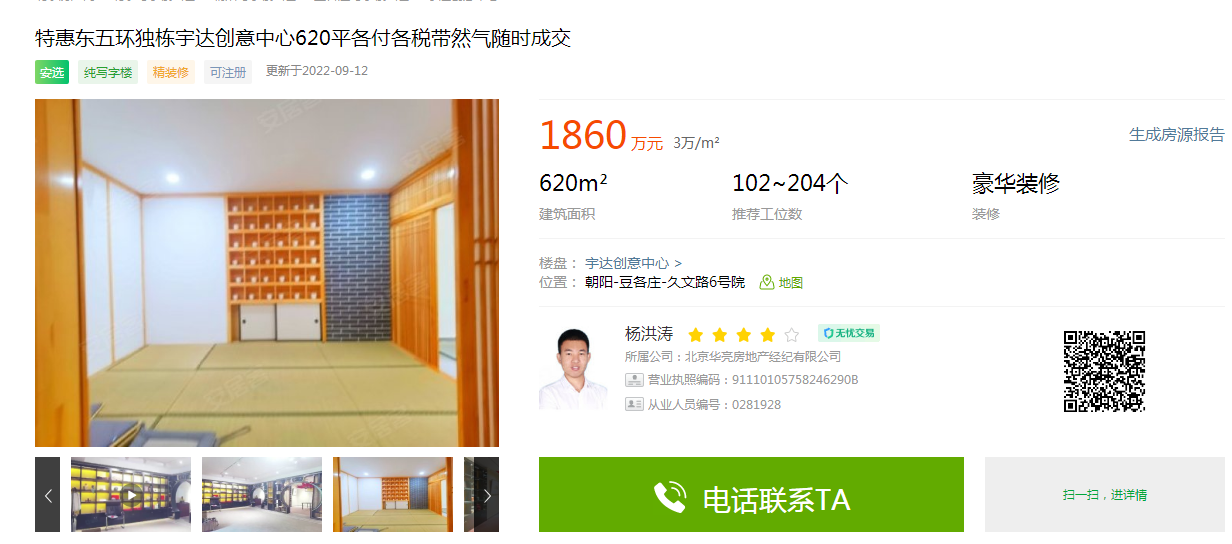 特惠东五环独栋宇达创意中心620平各付各税带然气随时成交
安选 纯写字楼 精装修 可注册 更新于2022-09-12
1860万元 3万/m² 生成房源报告
620m² 102~204个 豪华装修
建筑面积 推荐工位数 装修
楼盘： 宇达创意中心 >
位置： 朝阳-豆各庄-久文路6号院 地图
杨洪涛 无忧交易
所属公司：北京华亮房地产经纪有限公司
营业执照编码：91110105758246290B
从业人员编号：0281928
电话联系TA
扫一扫，进详情